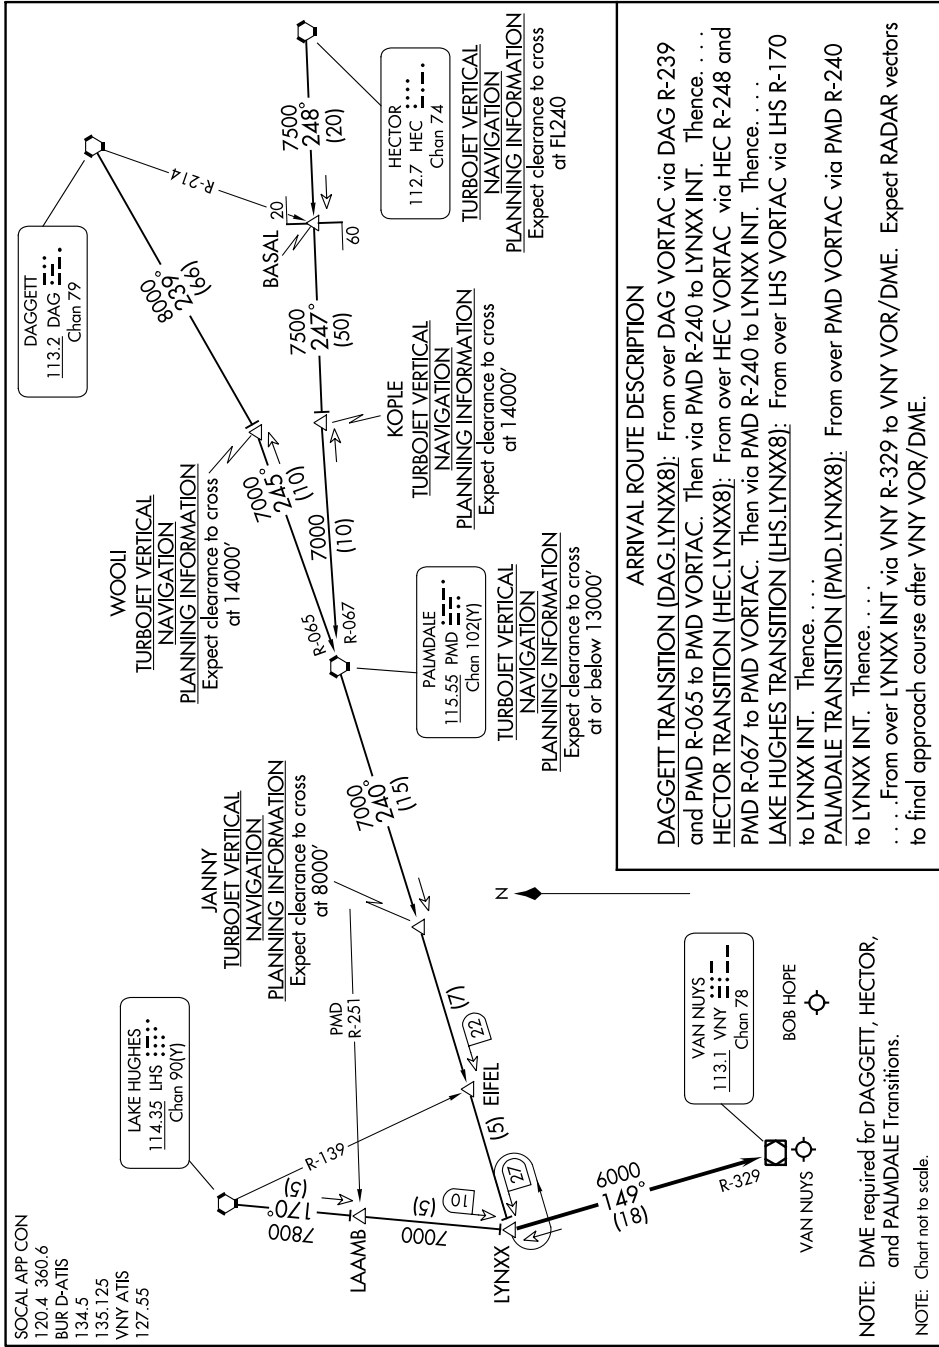 SOCAL APP CON
120.4 360.6
BUR D-ATIS
134.5
135.125
VNY ATIS
127.55
LAKE HUGHES
114.35 LHS
Chan 90(Y)
DAGGETT
113.2 DAG
Chan 79
HECTOR
112.7 HEC
Chan 74
TURBOJET VERTICAL
NAVIGATION
PLANNING INFORMATION
Expect clearance to cross
at FL240
R-214
8000
239°
(66)
7500
248°
(20)
BASAL
20
60
7500
247°
(50)
KOPLE
TURBOJET VERTICAL
NAVIGATION
PLANNING INFORMATION
Expect clearance to cross
at 14000'
WOOLI
TURBOJET VERTICAL
NAVIGATION
PLANNING INFORMATION
Expect clearance to cross
at 14000'
7000
245°
(10)
7000
(10)
R-065
R-067
PALMDALE
115.55 PMD
Chan 102(Y)
TURBOJET VERTICAL
NAVIGATION
PLANNING INFORMATION
Expect clearance to cross
at or below 13000'
7000
240°
(15)
JANNY
TURBOJET VERTICAL
NAVIGATION
PLANNING INFORMATION
Expect clearance to cross
at 8000'
PMD
R-251
R-139
(5)
170°
7800
LAAMB
(5)
7000
10
(7)
22
EIFEL
(5)
27
LYNXX
6000
149°
(18)
R-329
N
VAN NUYS
113.1 VNY
Chan 78
BOB HOPE
VAN NUYS
NOTE: DME required for DAGGETT, HECTOR,
and PALMDALE Transitions.
NOTE: Chart not to scale.
ARRIVAL ROUTE DESCRIPTION
DAGGETT TRANSITION (DAG.LYNXX8): From over DAG VORTAC via DAG R-239
and PMD R-065 to PMD VORTAC. Then via PMD R-240 to LYNXX INT. Thence. . . .
HECTOR TRANSITION (HEC.LYNXX8): From over HEC VORTAC via HEC R-248 and
PMD R-067 to PMD VORTAC. Then via PMD R-240 to LYNXX INT. Thence. . . .
LAKE HUGHES TRANSITION (LHS.LYNXX8): From over LHS VORTAC via LHS R-170
to LYNXX INT. Thence. . . .
PALMDALE TRANSITION (PMD.LYNXX8): From over PMD VORTAC via PMD R-240
to LYNXX INT. Thence. . . .
. . . .From over LYNXX INT via VNY R-329 to VNY VOR/DME. Expect RADAR vectors
to final approach course after VNY VOR/DME.